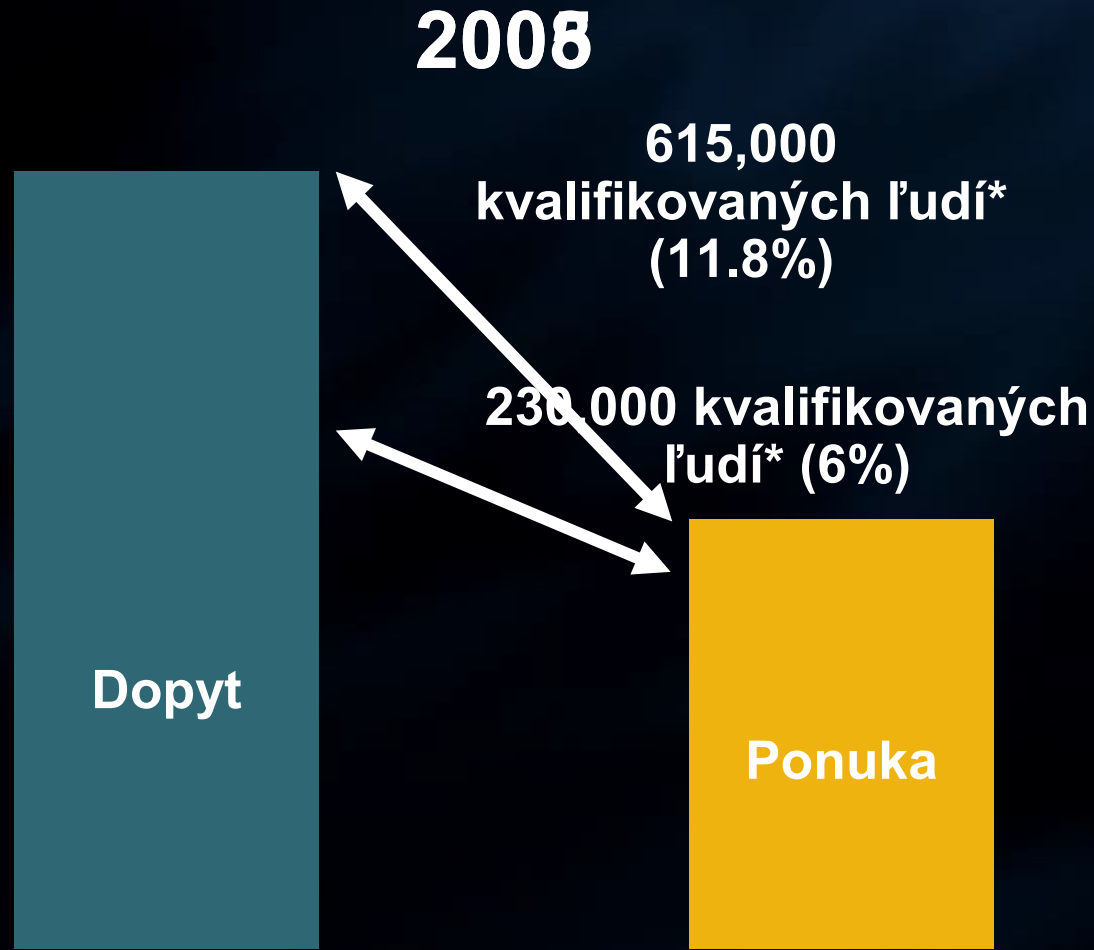 615,000
kvalifikovaných ľudí*
(11.8%)
230.000 kvalifikovaných
ľudí* (6%)
Dopyt
Ponuka